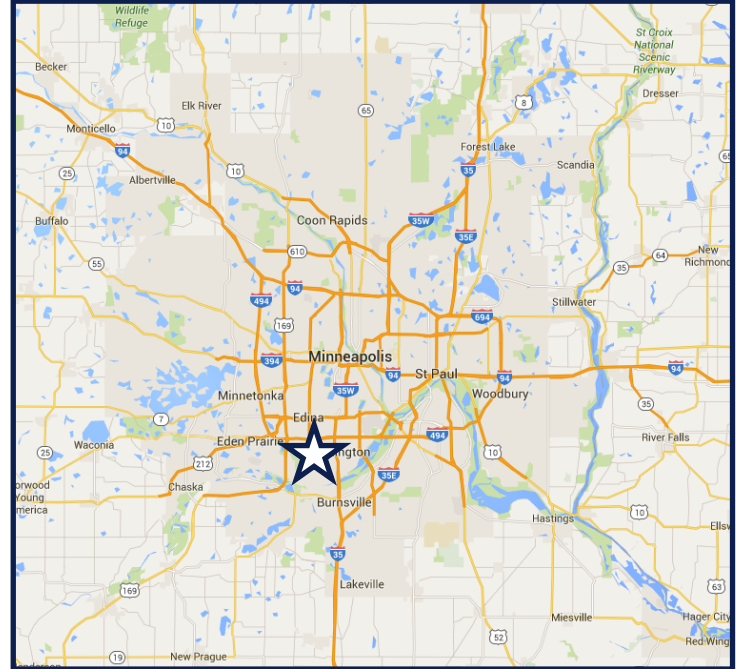 Wildlife
Refuge
St Croix
National
Scenic
Riverway
Becker
Dresser
8
Elk River
65
Monticello
10
94
65
Forest Lake
Scandia
25
10
35
Albertville
Buffalo
Coon Rapids
35W
35E
610
New
Richmond
64
55
35
94
494
Stillwater
694
169
Minneapolis
394
St Paul
94
94
94
35W
Minnetonka
Woodbury
35
7
Edina
494
River Falls
Waconia
Eden Prairie
ngton
10
25
212
35E
Chaska
orwood
Young
merica
Burnsville
10
Hastings
Ellsw
35
169
Lakeville
63
Miesville
Hager City
52
Red Wing
19
New Prague